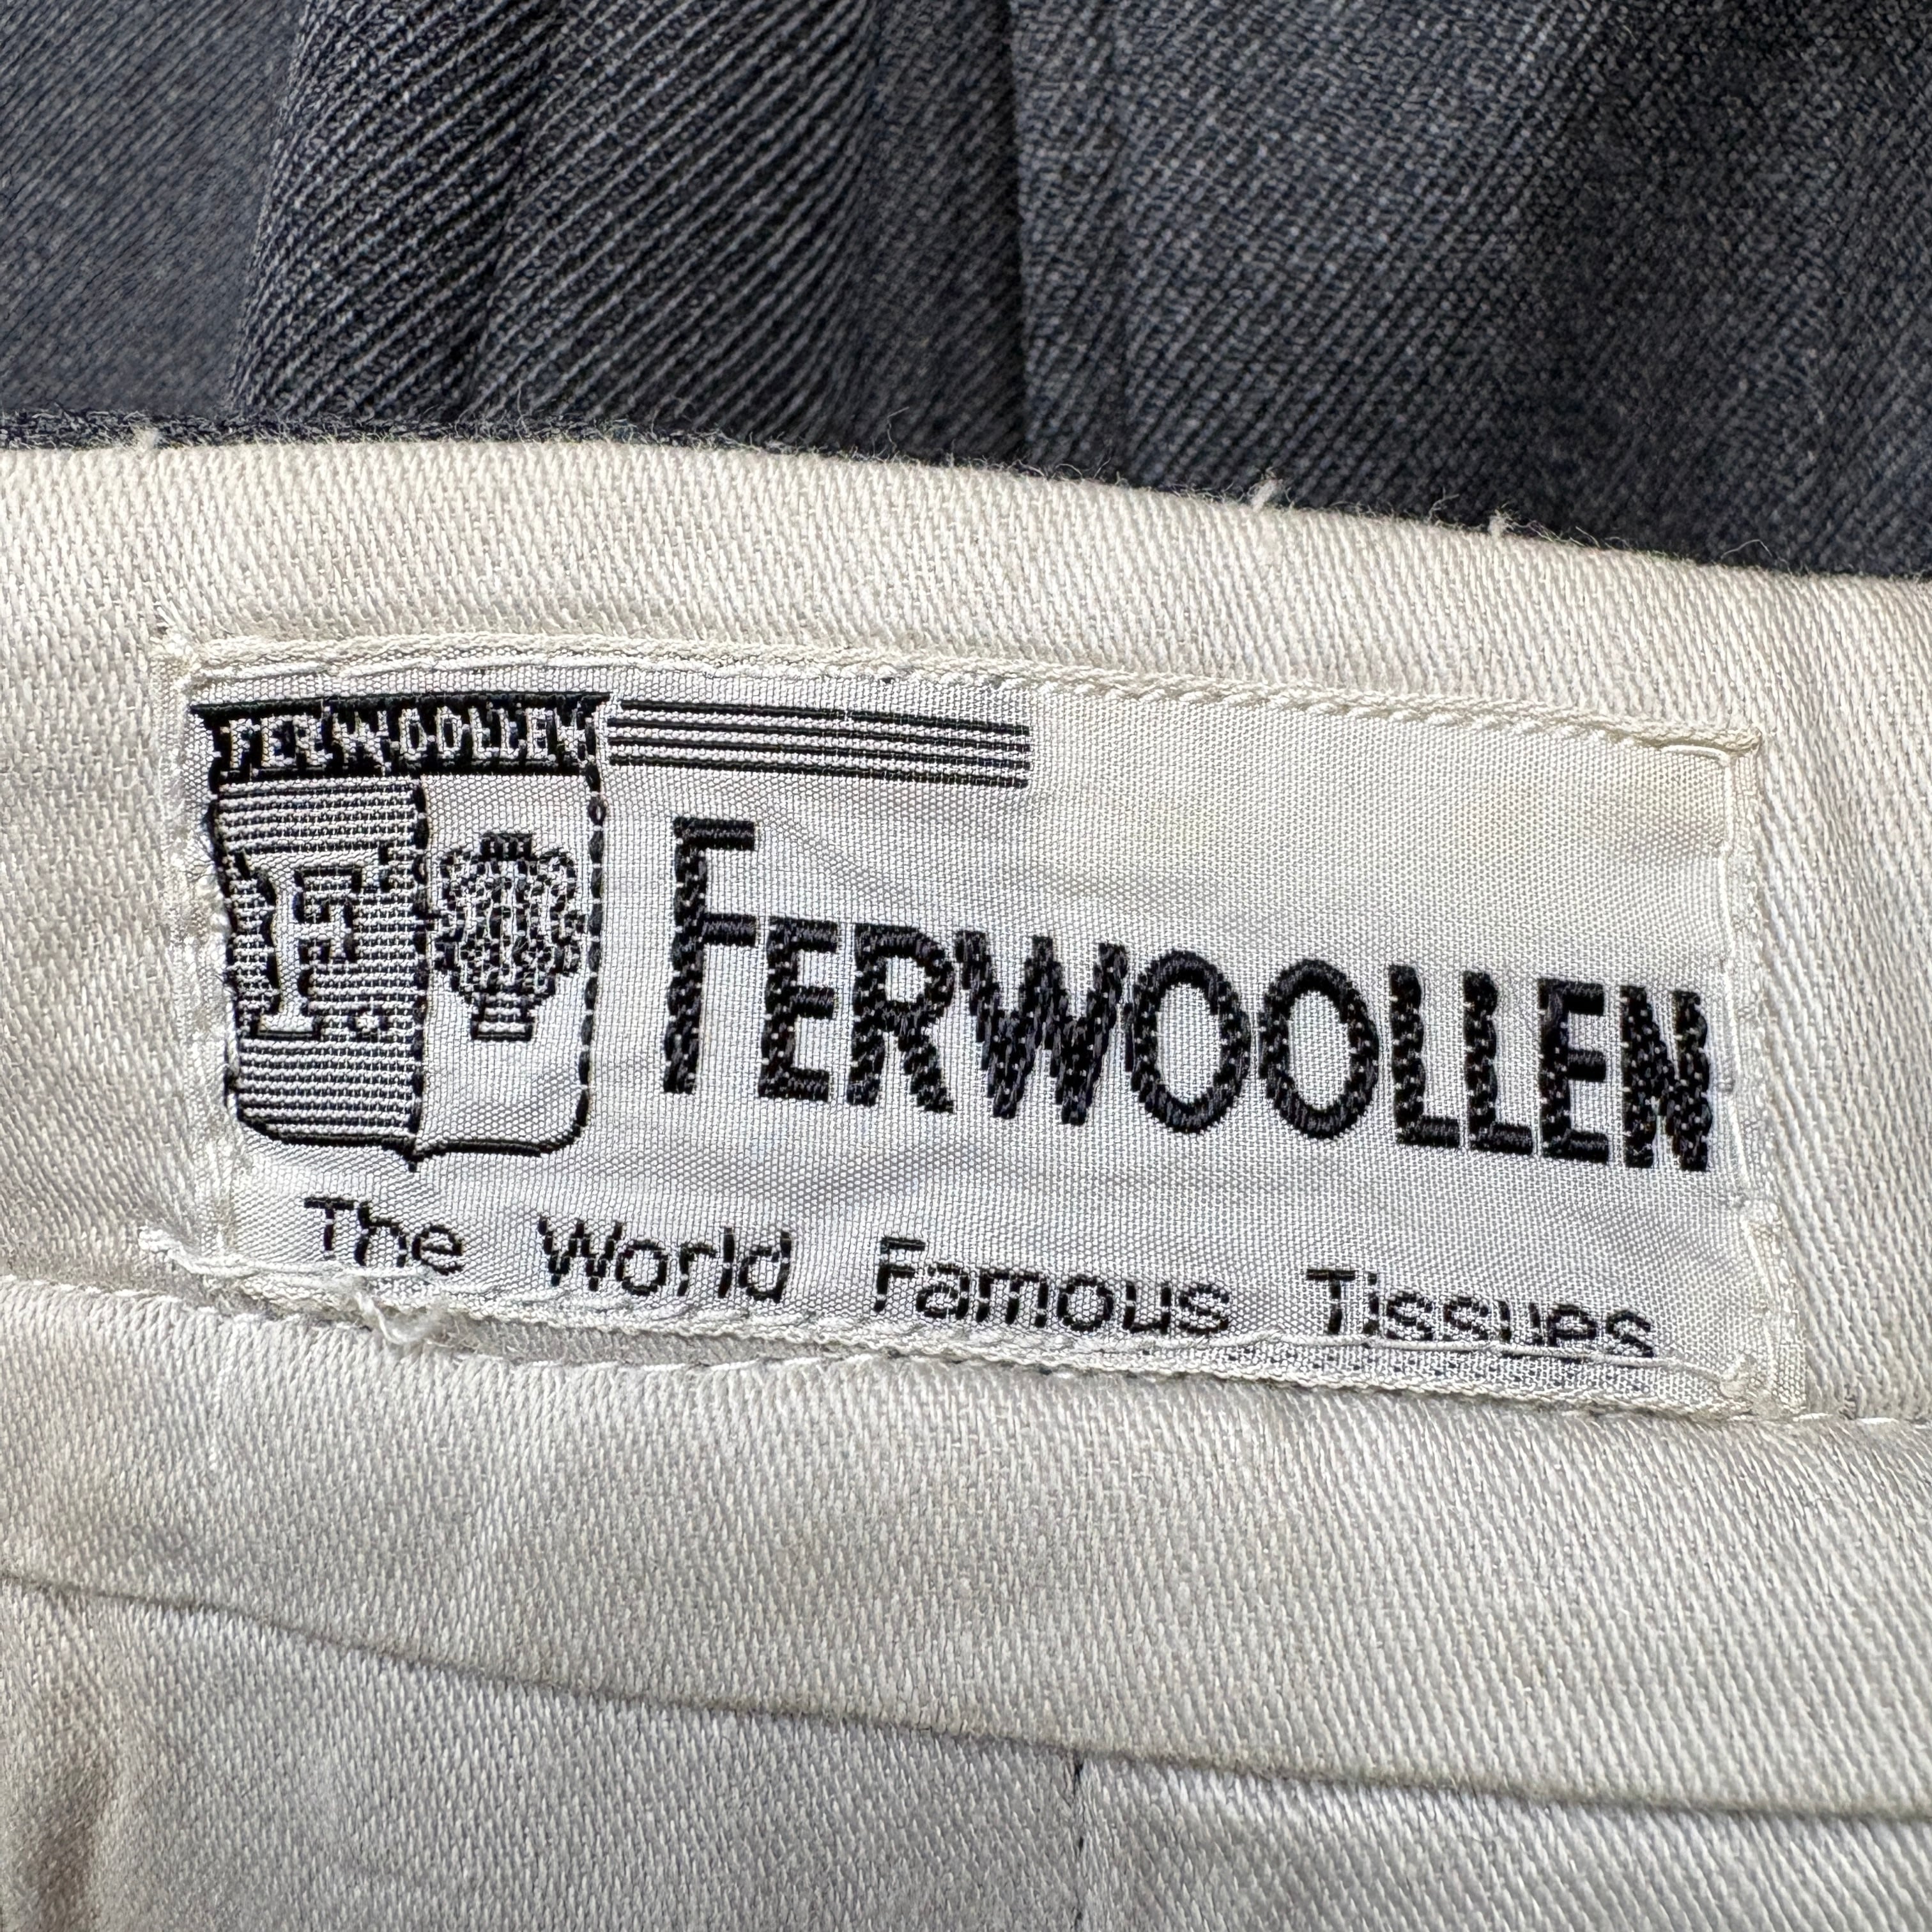 FERWOOLLEN
F.
FERWOOLLEN
The World Famous Tissues